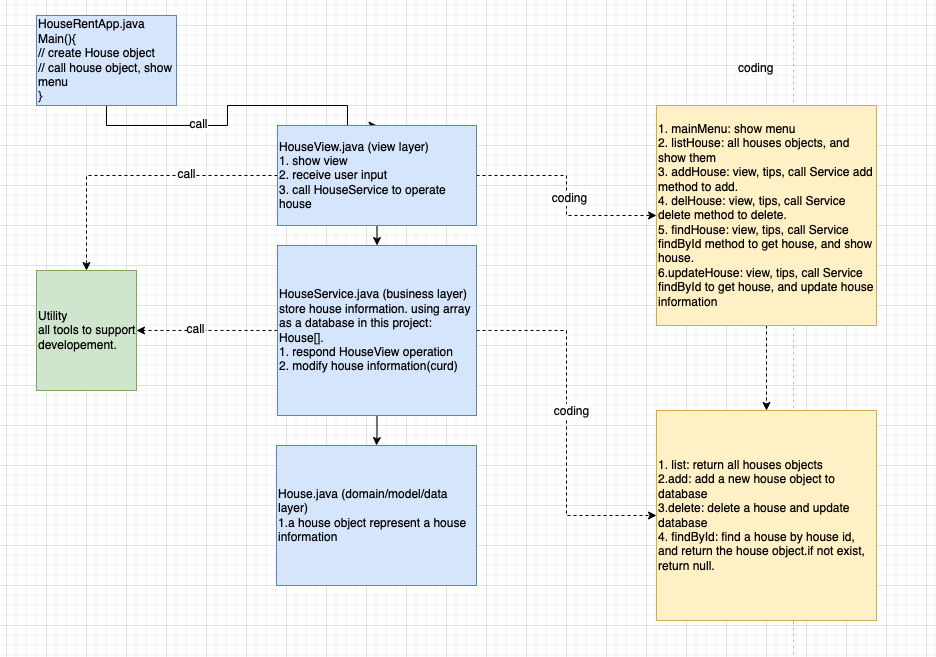 HouseRentApp.java
Main(){
// create House object
// call house object, show
menu
}
call
coding
HouseView.java (view layer)
1. show view
2. receive user input
3. call HouseService to operate
house
call
coding
1. mainMenu: show menu
2. listHouse: all houses objects, and
show them
3. addHouse: view, tips, call Service add
method to add.
4. delHouse: view, tips, call Service
delete method to delete.
5. findHouse: view, tips, call Service
findById method to get house, and show
house.
6.updateHouse: view, tips, call Service
findById to get house, and update house
information
Utility
all tools to support
developement.
call
HouseService.java (business layer)
store house information. using array
as a database in this project:
House[].
1. respond HouseView operation
2. modify house information(curd)
coding
House.java (domain/model/data
layer)
1.a house object represent a house
information
1. list: return all houses objects
2.add: add a new house object to
database
3.delete: delete a house and update
database
4. findById: find a house by house id,
and return the house object.if not exist,
return null.